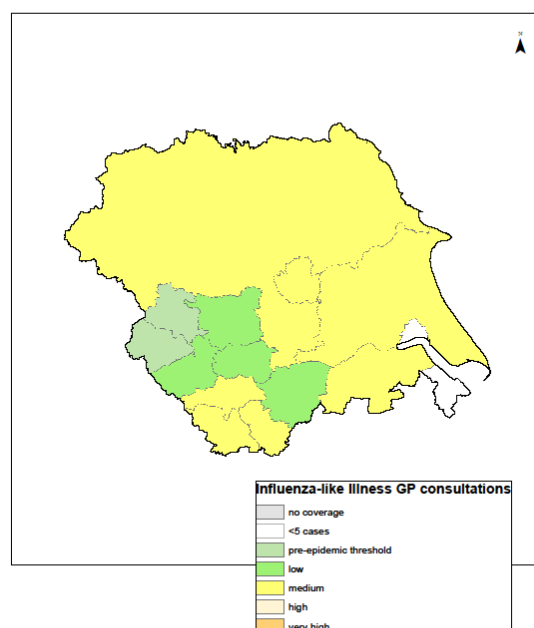 N
Influenza-like Illness GP consultations
no coverage
<5 cases
pre-epidemic threshold
low
medium
high
very high